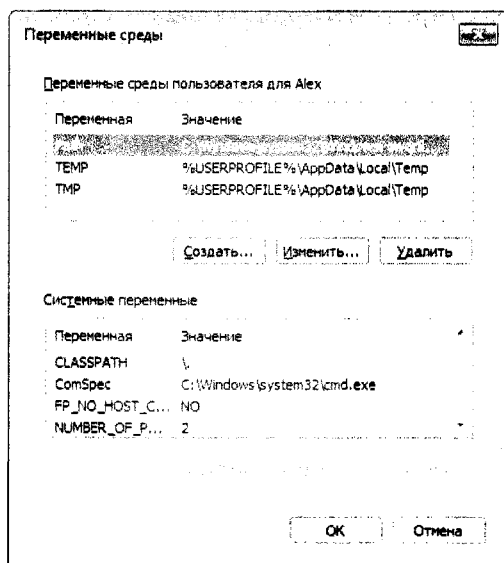 Переменные среды
Переменные среды пользователя для Alex
Переменная Значение
TEMP %USERPROFILE%\AppData\Local\Temp
TMP %USERPROFILE%\AppData\Local\Temp
Создать... Изменить... Удалить
Системные переменные
Переменная Значение
CLASSPATH \.
ComSpec C:\Windows\system32\cmd.exe
FP_NO_HOST_C... NO
NUMBER_OF_P... 2
OK Отмена